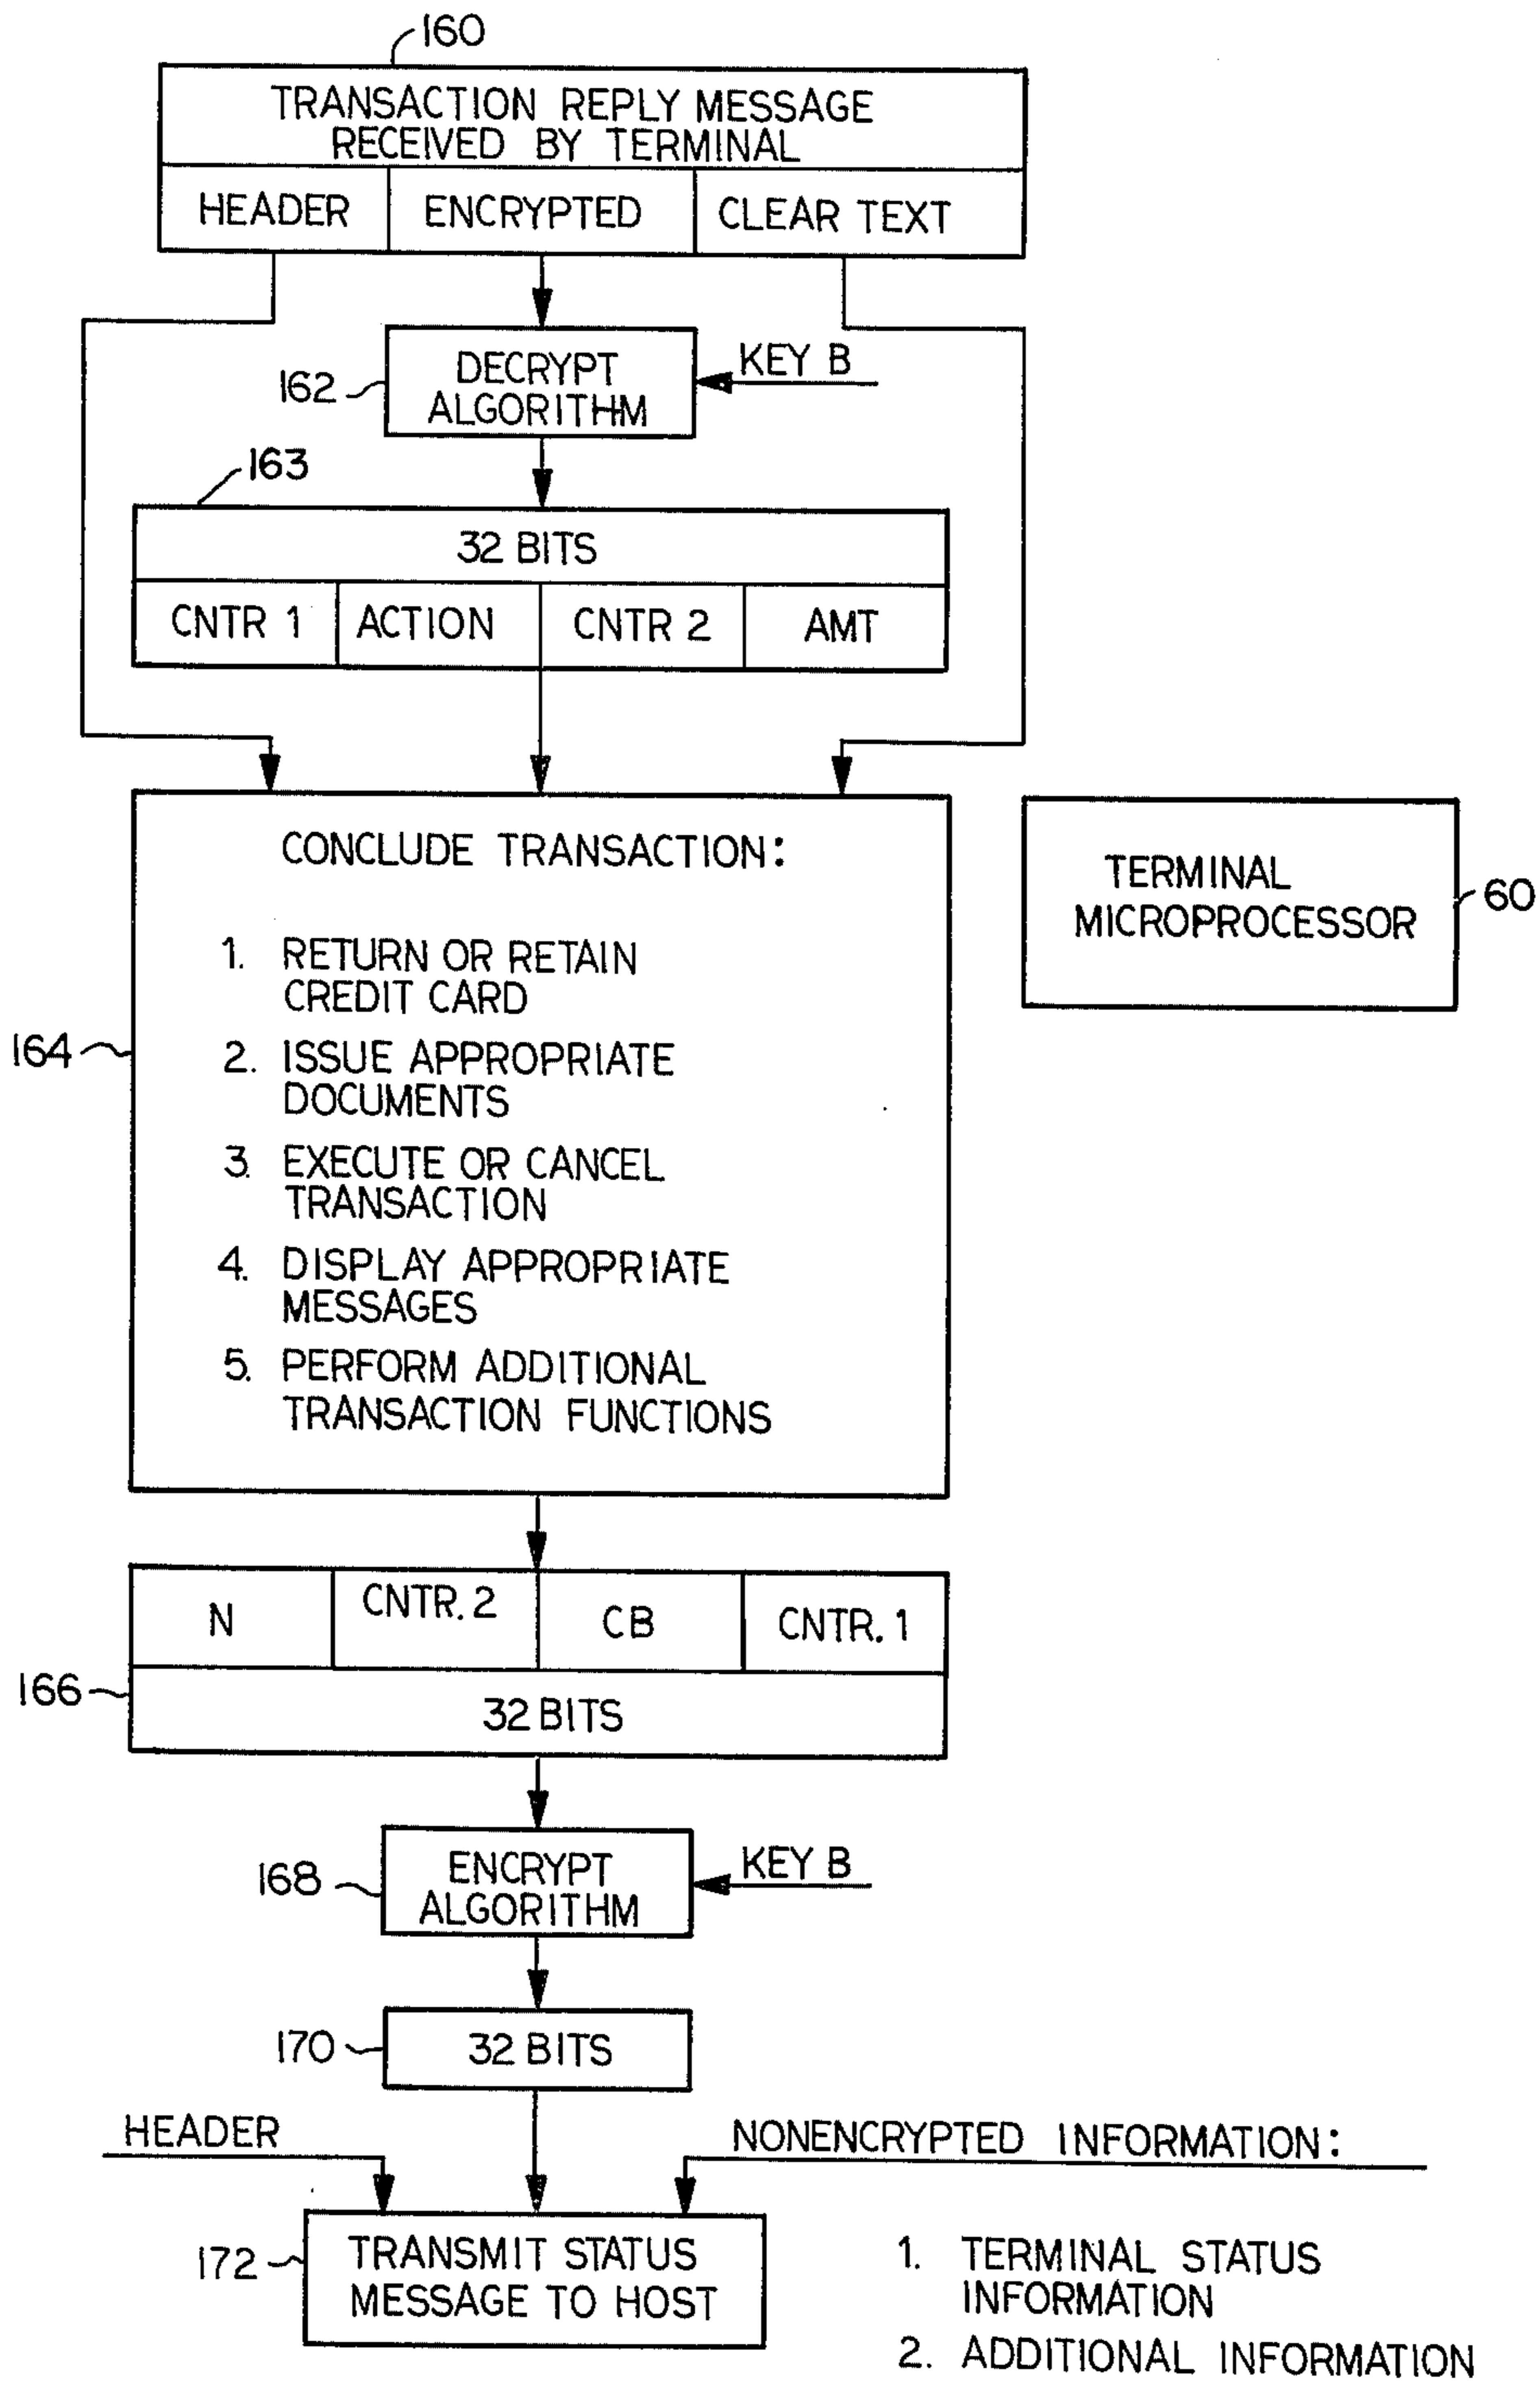 160
TRANSACTION REPLY MESSAGE
RECEIVED BY TERMINAL
HEADER ENCRYPTED CLEAR TEXT
162
DECRYPT
ALGORITHM
KEY B
163
32 BITS
CNTR 1 ACTION CNTR 2 AMT
164
CONCLUDE TRANSACTION:
1. RETURN OR RETAIN
CREDIT CARD
2. ISSUE APPROPRIATE
DOCUMENTS
3. EXECUTE OR CANCEL
TRANSACTION
4. DISPLAY APPROPRIATE
MESSAGES
5. PERFORM ADDITIONAL
TRANSACTION FUNCTIONS
TERMINAL
MICROPROCESSOR
60
N CNTR. 2 CB CNTR. 1
166
32 BITS
168
ENCRYPT
ALGORITHM
KEY B
170
32 BITS
HEADER
NONENCRYPTED INFORMATION:
172
TRANSMIT STATUS
MESSAGE TO HOST
1. TERMINAL STATUS
INFORMATION
2. ADDITIONAL INFORMATION